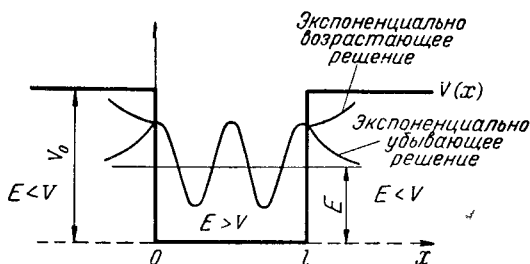 Экспоненциально
возрастающее
решение
V(x)
Экспоненциально
убывающее
решение
V₀
E<V
E>V
E
E<V
0
l
x